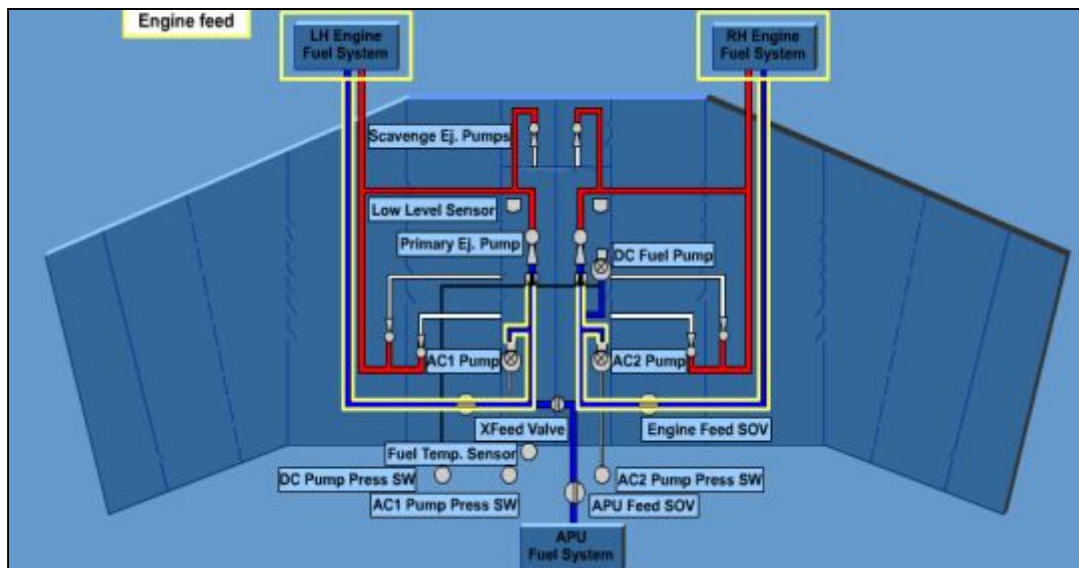 Engine feed
LH Engine
Fuel System
RH Engine
Fuel System
Scavenge Ej. Pumps
Low Level Sensor
Primary Ej. Pump
DC Fuel Pump
AC1 Pump
AC2 Pump
XFeed Valve
Engine Feed SOV
Fuel Temp. Sensor
DC Pump Press SW
AC2 Pump Press SW
AC1 Pump Press SW
APU Feed SOV
APU
Fuel System